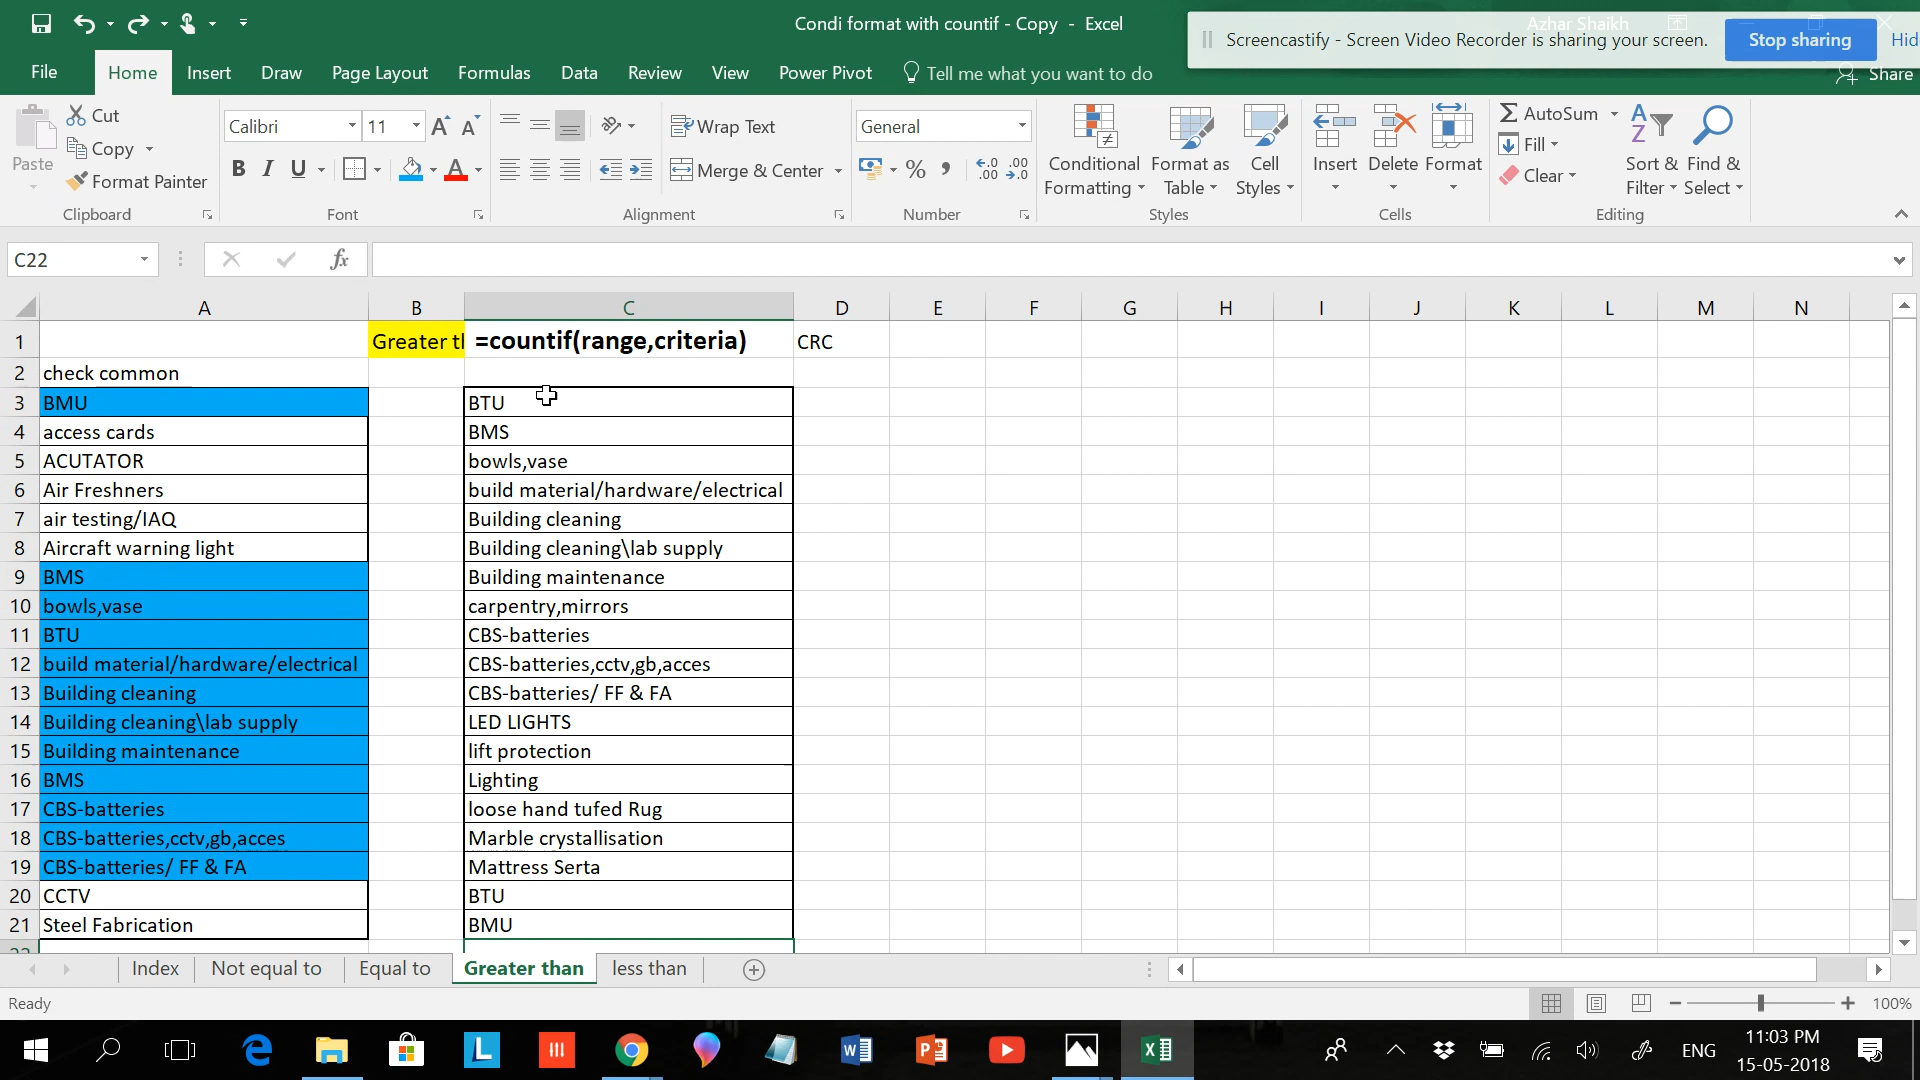 Condi format with countif - Copy - Excel
Azhar Shaikh
Screencastify - Screen Video Recorder is sharing your screen.
Stop sharing
Hid
File Home Insert Draw Page Layout Formulas Data Review View Power Pivot Tell me what you want to do Share
Paste
Cut
Copy
Format Painter
Clipboard
Calibri 11
B I U
Font
Wrap Text
Merge & Center
Alignment
General
% ,
Number
Conditional Formatting
Format as Table
Cell Styles
Styles
Insert Delete Format
Cells
AutoSum
Fill
Clear
Sort & Filter
Find & Select
Editing
C22 fx
A B C D E F G H I J K L M N
1 Greater th =countif(range,criteria) CRC
2 check common
3 BMU BTU
4 access cards BMS
5 ACUTATOR bowls,vase
6 Air Freshners build material/hardware/electrical
7 air testing/IAQ Building cleaning
8 Aircraft warning light Building cleaning\lab supply
9 BMS Building maintenance
10 bowls,vase carpentry,mirrors
11 BTU CBS-batteries
12 build material/hardware/electrical CBS-batteries,cctv,gb,acces
13 Building cleaning CBS-batteries/ FF & FA
14 Building cleaning\lab supply LED LIGHTS
15 Building maintenance lift protection
16 BMS Lighting
17 CBS-batteries loose hand tufed Rug
18 CBS-batteries,cctv,gb,acces Marble crystallisation
19 CBS-batteries/ FF & FA Mattress Serta
20 CCTV BTU
21 Steel Fabrication BMU
22
Index Not equal to Equal to Greater than less than
Ready 100%
ENG
11:03 PM
15-05-2018